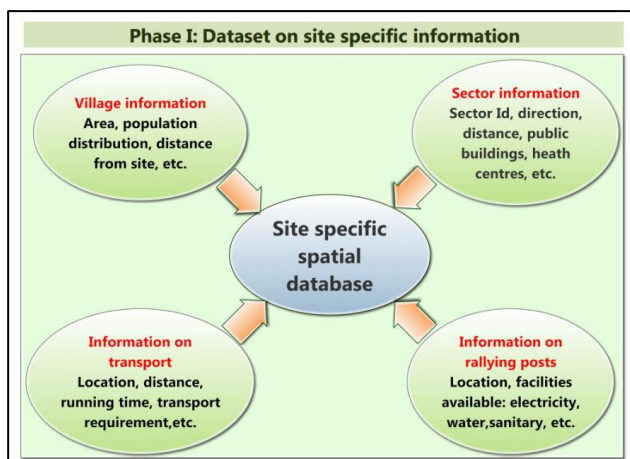 Phase I: Dataset on site specific information
Village information
Area, population
distribution, distance
from site, etc.
Sector information
Sector Id, direction,
distance, public
buildings, heath
centres, etc.
Site specific
spatial
database
Information on
transport
Location, distance,
running time, transport
requirement,etc.
Information on
rallying posts
Location, facilities
available: electricity,
water,sanitary, etc.